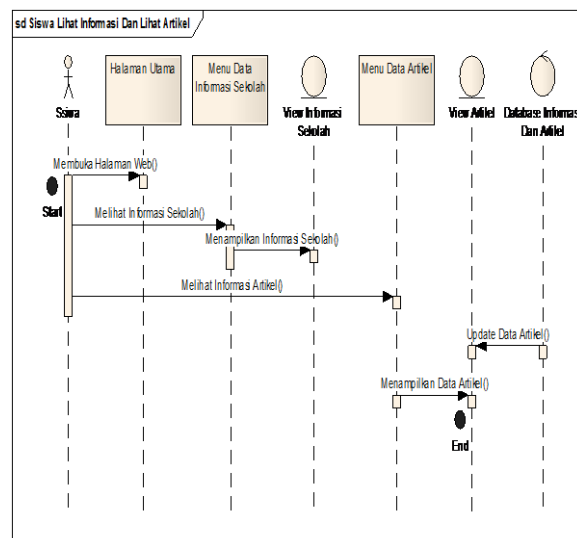 sd Siswa Lihat Informasi Dan Lihat Artikel
Halaman Utama
Menu Data
Informasi Sekolah
Menu Data Artikel
Ssiwa
View Informasi
Sekolah
View Artikel
Database Informas
Dan Artikel
Membuka Halaman Web()
Start
Melihat Informasi Sekolah()
Menampilkan Informasi Sekolah()
Melihat Informasi Artikel()
Update Data Artikel()
Menampilkan Data Artikel()
End